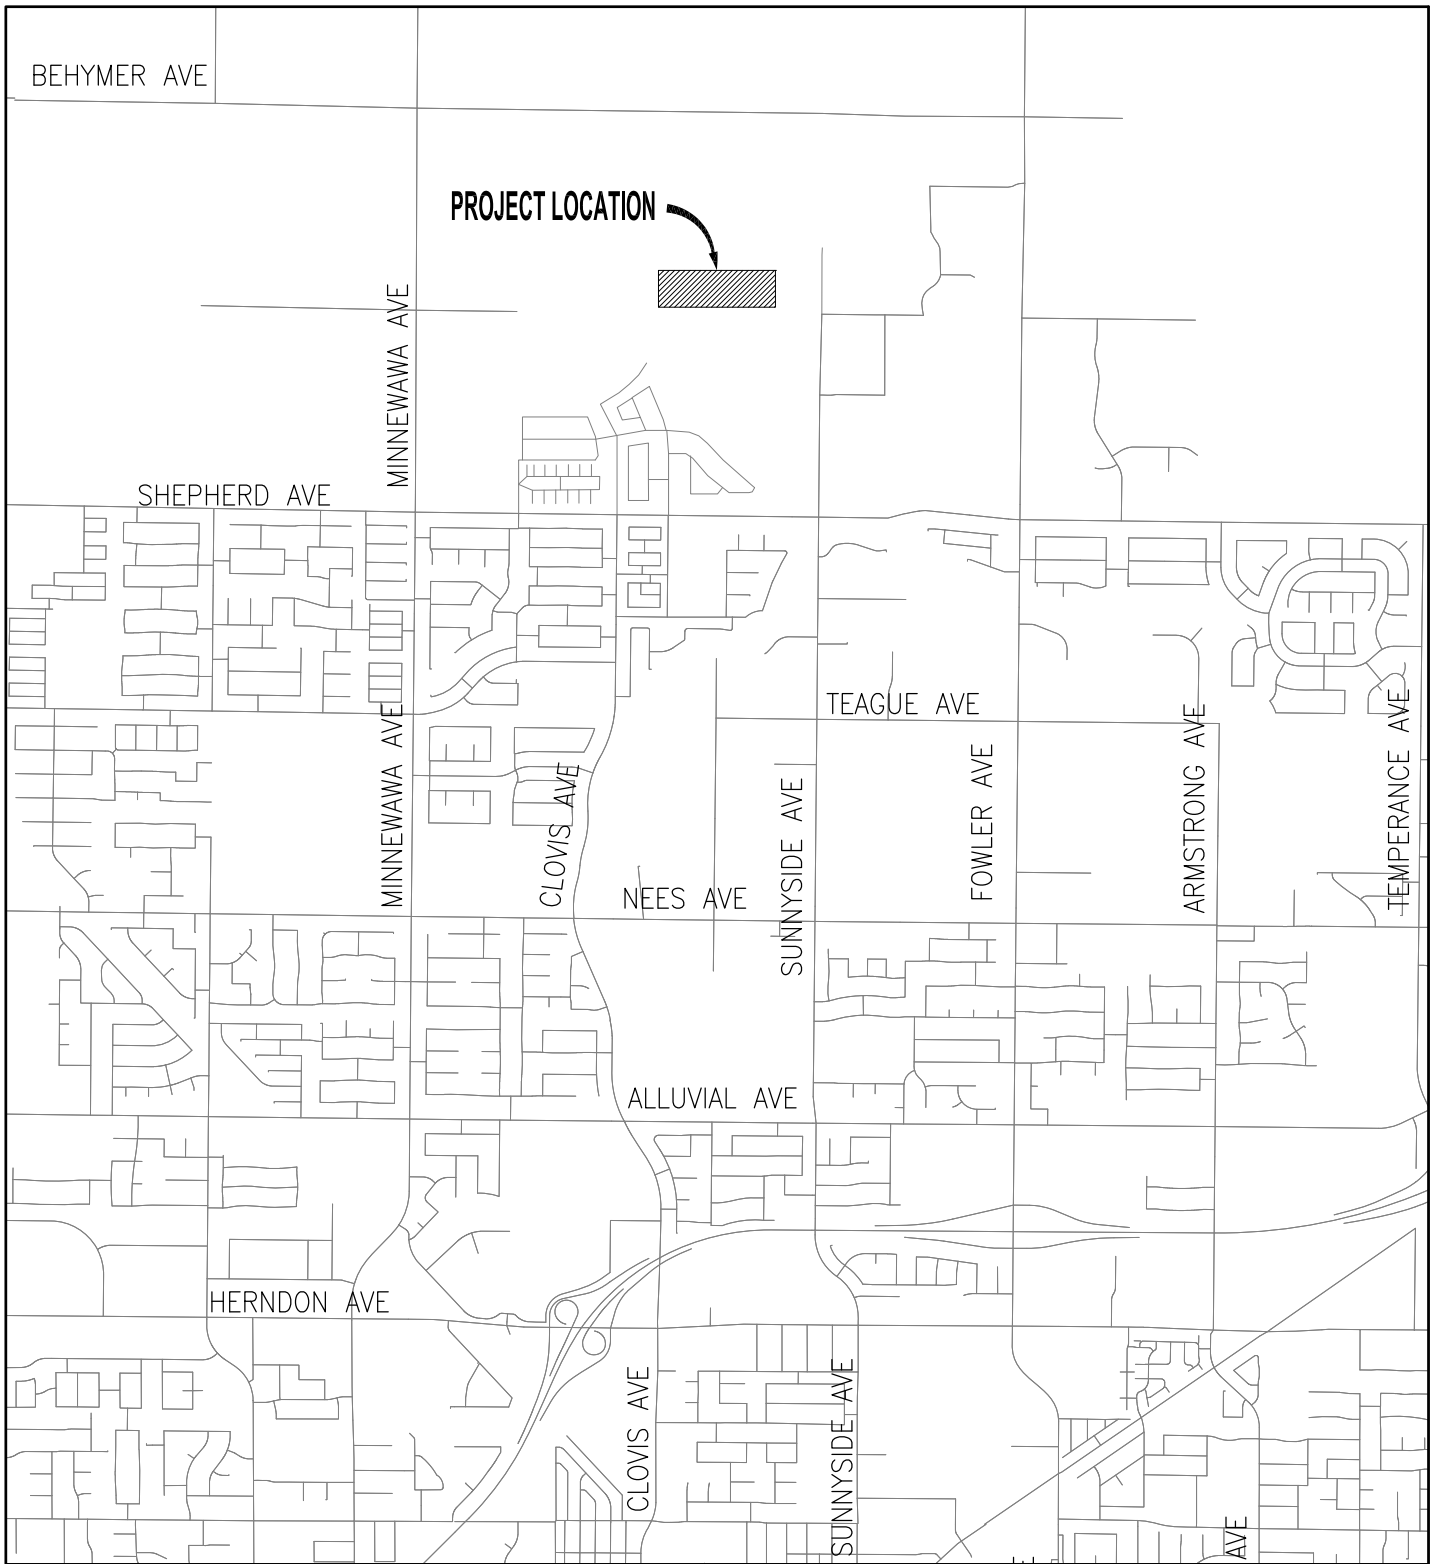 BEHYMER AVE
PROJECT LOCATION
MINNEWAWA AVE
SHEPHERD AVE
TEAGUE AVE
MINNEWAWA AVE
CLOVIS AVE
SUNNYSIDE AVE
FOWLER AVE
ARMSTRONG AVE
TEMPERANCE AVE
NEES AVE
ALLUVIAL AVE
HERNDON AVE
CLOVIS AVE
SUNNYSIDE AVE
AVE